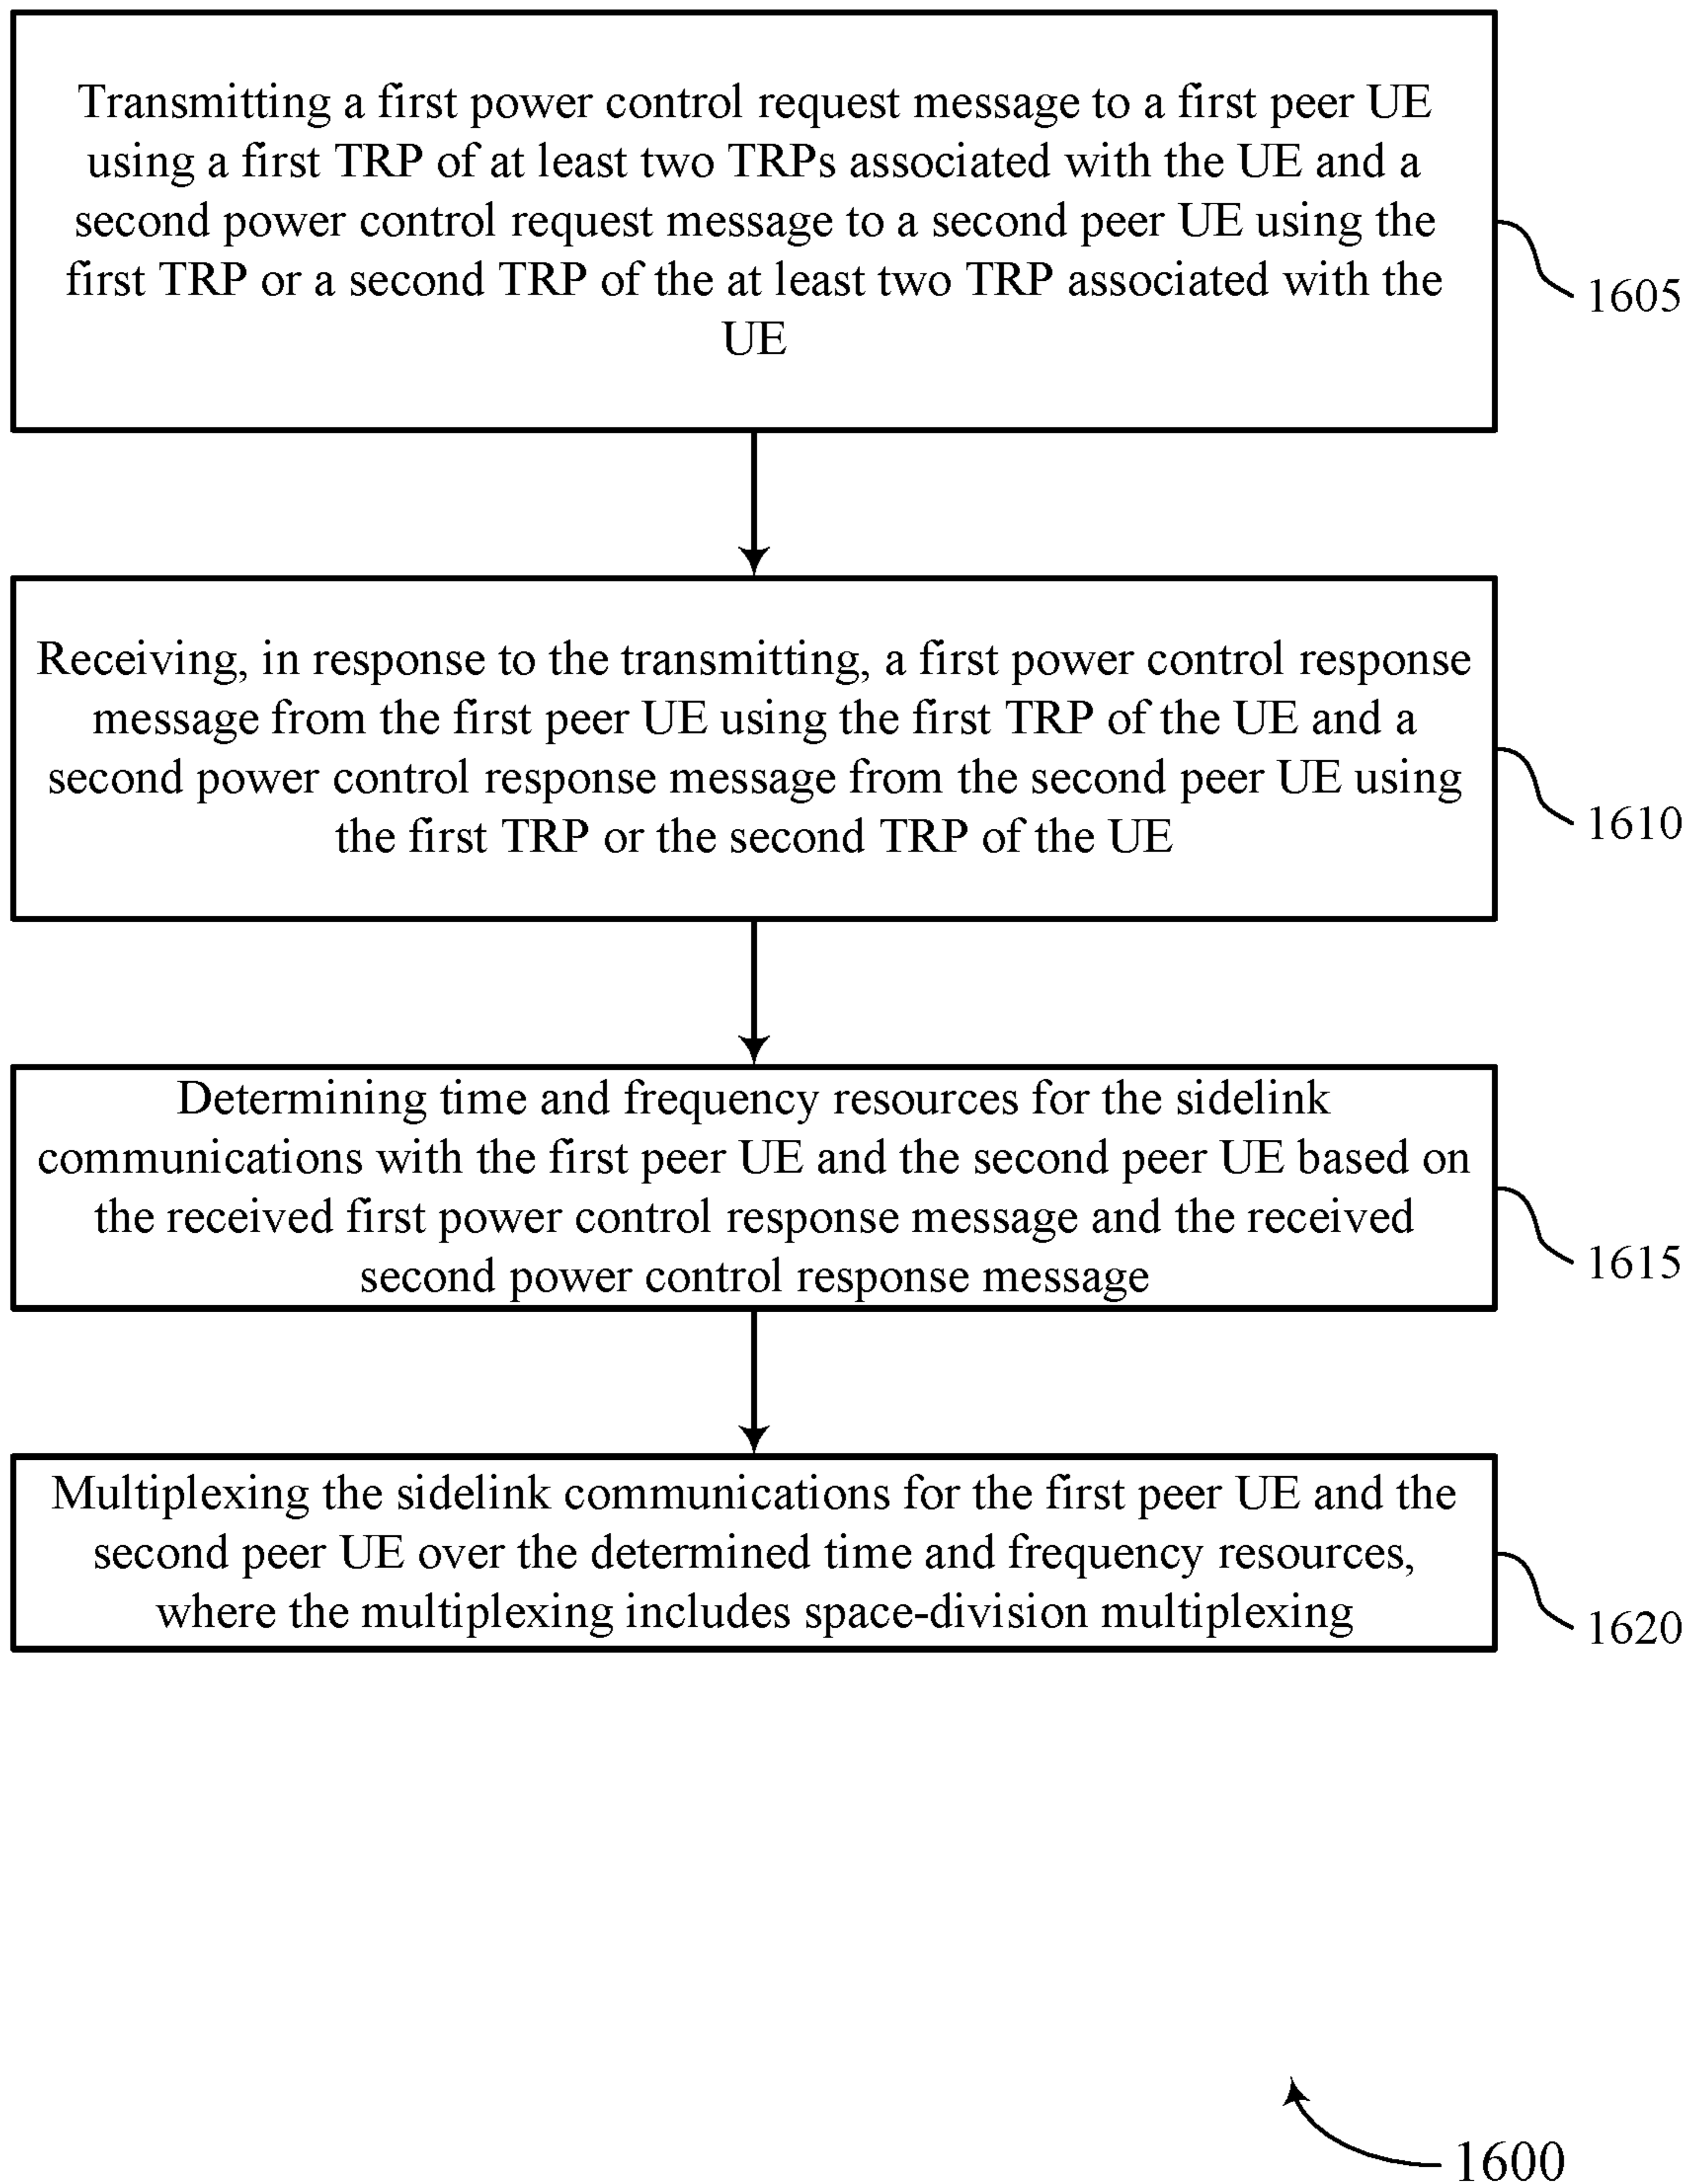 Transmitting a first power control request message to a first peer UE
using a first TRP of at least two TRPs associated with the UE and a
second power control request message to a second peer UE using the
first TRP or a second TRP of the at least two TRP associated with the
UE
1605
Receiving, in response to the transmitting, a first power control response
message from the first peer UE using the first TRP of the UE and a
second power control response message from the second peer UE using
the first TRP or the second TRP of the UE
1610
Determining time and frequency resources for the sidelink
communications with the first peer UE and the second peer UE based on
the received first power control response message and the received
second power control response message
1615
Multiplexing the sidelink communications for the first peer UE and the
second peer UE over the determined time and frequency resources,
where the multiplexing includes space-division multiplexing
1620
1600